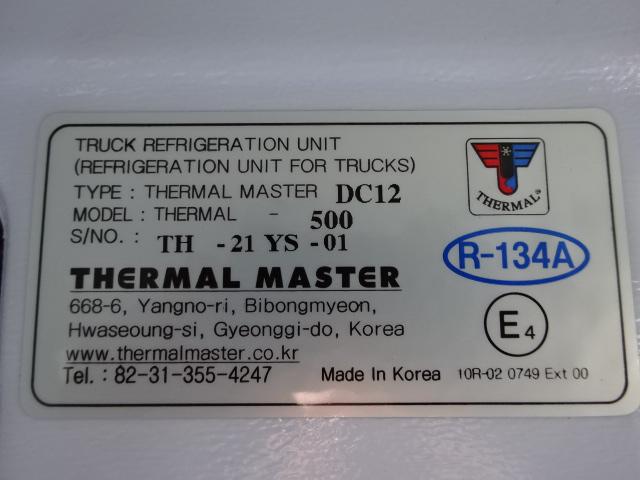 TRUCK REFRIGERATION UNIT
(REFRIGERATION UNIT FOR TRUCKS)
TYPE : THERMAL MASTER DC12
MODEL : THERMAL - 500
S/NO. : TH - 21 YS - 01
THERMAL®
R-134A
THERMAL MASTER
668-6, Yangno-ri, Bibongmyeon,
Hwaseoung-si, Gyeonggi-do, Korea
E4
www.thermalmaster.co.kr
Tel. : 82-31-355-4247 Made In Korea 10R-02 0749 Ext 00